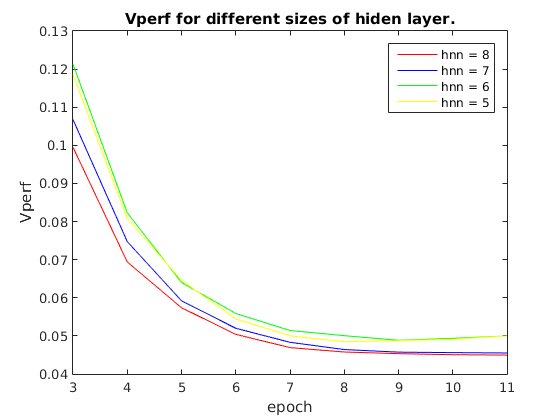 Vperf for different sizes of hiden layer.
0.13
0.12
0.11
0.1
0.09
0.08
0.07
0.06
0.05
0.04
Vperf
hnn = 8
hnn = 7
hnn = 6
hnn = 5
3 4 5 6 7 8 9 10 11
epoch